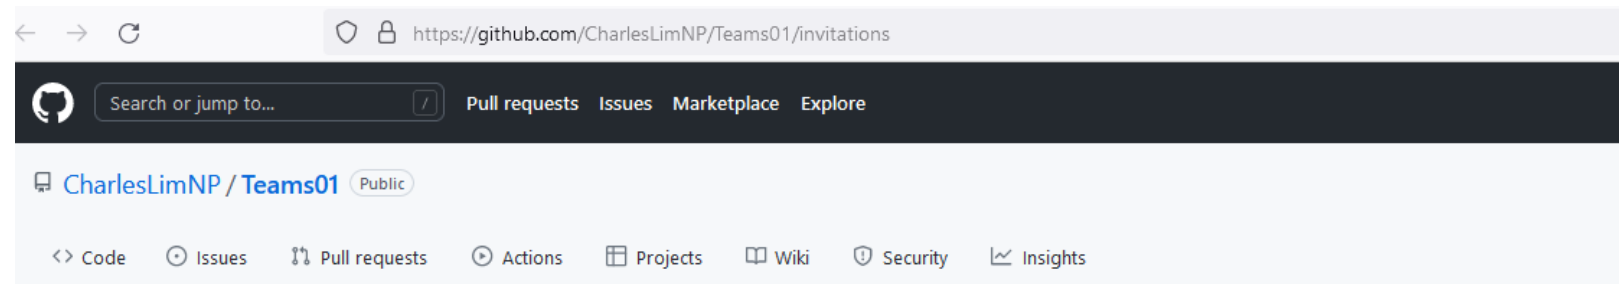 https://github.com/CharlesLimNP/Teams01/invitations
Search or jump to... / Pull requests Issues Marketplace Explore
CharlesLimNP / Teams01 Public
Code Issues Pull requests Actions Projects Wiki Security Insights